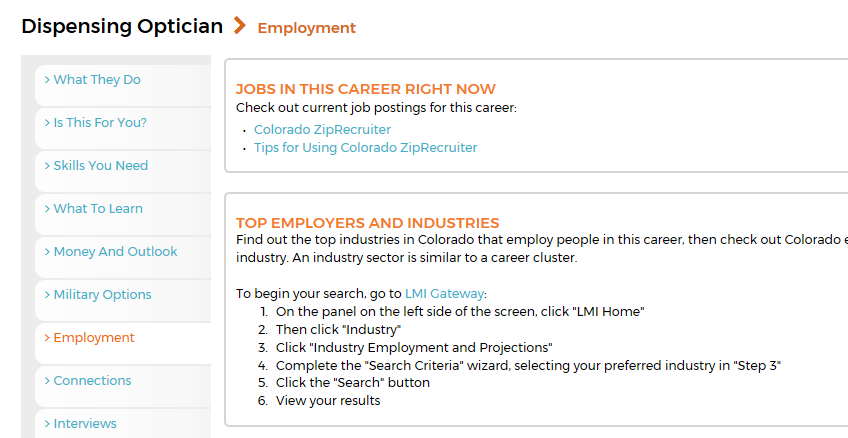 Dispensing Optician > Employment
> What They Do
> Is This For You?
> Skills You Need
> What To Learn
> Money And Outlook
> Military Options
> Employment
> Connections
> Interviews
JOBS IN THIS CAREER RIGHT NOW
Check out current job postings for this career:
• Colorado ZipRecruiter
• Tips for Using Colorado ZipRecruiter
TOP EMPLOYERS AND INDUSTRIES
Find out the top industries in Colorado that employ people in this career, then check out Colorado
industry. An industry sector is similar to a career cluster.
To begin your search, go to LMI Gateway:
1. On the panel on the left side of the screen, click "LMI Home"
2. Then click "Industry"
3. Click "Industry Employment and Projections"
4. Complete the "Search Criteria" wizard, selecting your preferred industry in "Step 3"
5. Click the "Search" button
6. View your results